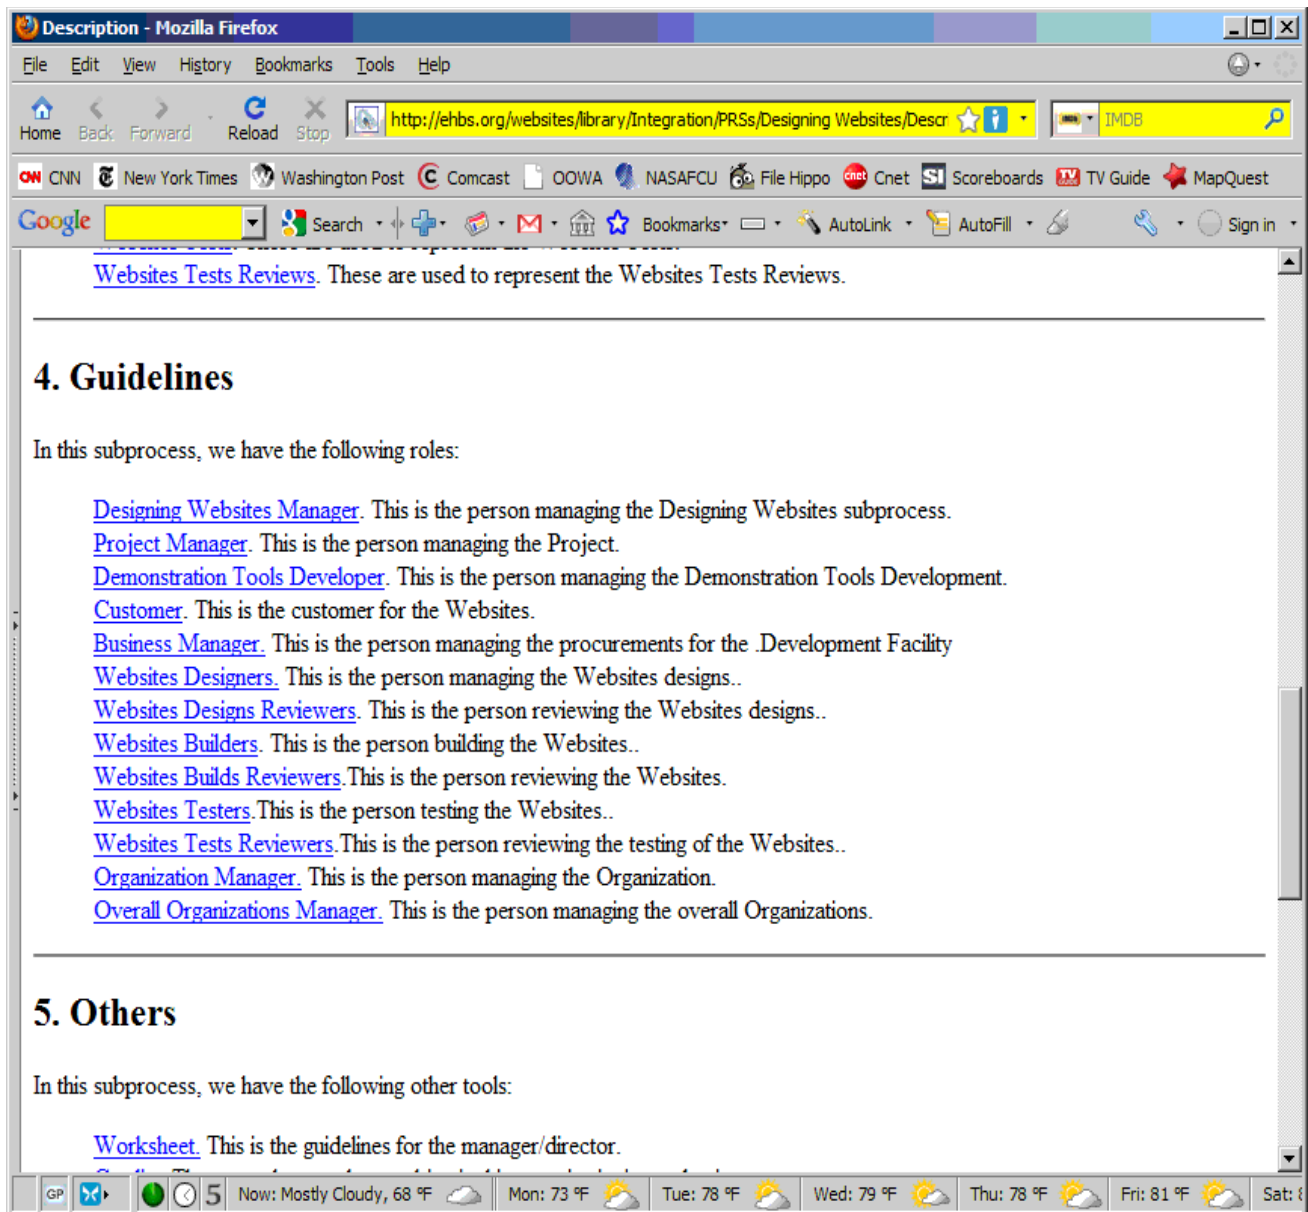 Description - Mozilla Firefox
File Edit View History Bookmarks Tools Help
Home Back Forward Reload Stop http://ehbs.org/websites/library/Integration/PRSs/Designing Websites/Descr IMDB
CNN New York Times Washington Post Comcast OOWA NASAFCU File Hippo Cnet Scoreboards TV Guide MapQuest
Google Search Bookmarks AutoLink AutoFill Sign in
Websites Tests Reviews. These are used to represent the Websites Tests Reviews.
4. Guidelines
In this subprocess, we have the following roles:
Designing Websites Manager. This is the person managing the Designing Websites subprocess.
Project Manager. This is the person managing the Project.
Demonstration Tools Developer. This is the person managing the Demonstration Tools Development.
Customer. This is the customer for the Websites.
Business Manager. This is the person managing the procurements for the .Development Facility
Websites Designers. This is the person managing the Websites designs..
Websites Designs Reviewers. This is the person reviewing the Websites designs..
Websites Builders. This is the person building the Websites..
Websites Builds Reviewers.This is the person reviewing the Websites.
Websites Testers.This is the person testing the Websites..
Websites Tests Reviewers.This is the person reviewing the testing of the Websites..
Organization Manager. This is the person managing the Organization.
Overall Organizations Manager. This is the person managing the overall Organizations.
5. Others
In this subprocess, we have the following other tools:
Worksheet. This is the guidelines for the manager/director.
GP 5 Now: Mostly Cloudy, 68 °F Mon: 73 °F Tue: 78 °F Wed: 79 °F Thu: 78 °F Fri: 81 °F Sat: